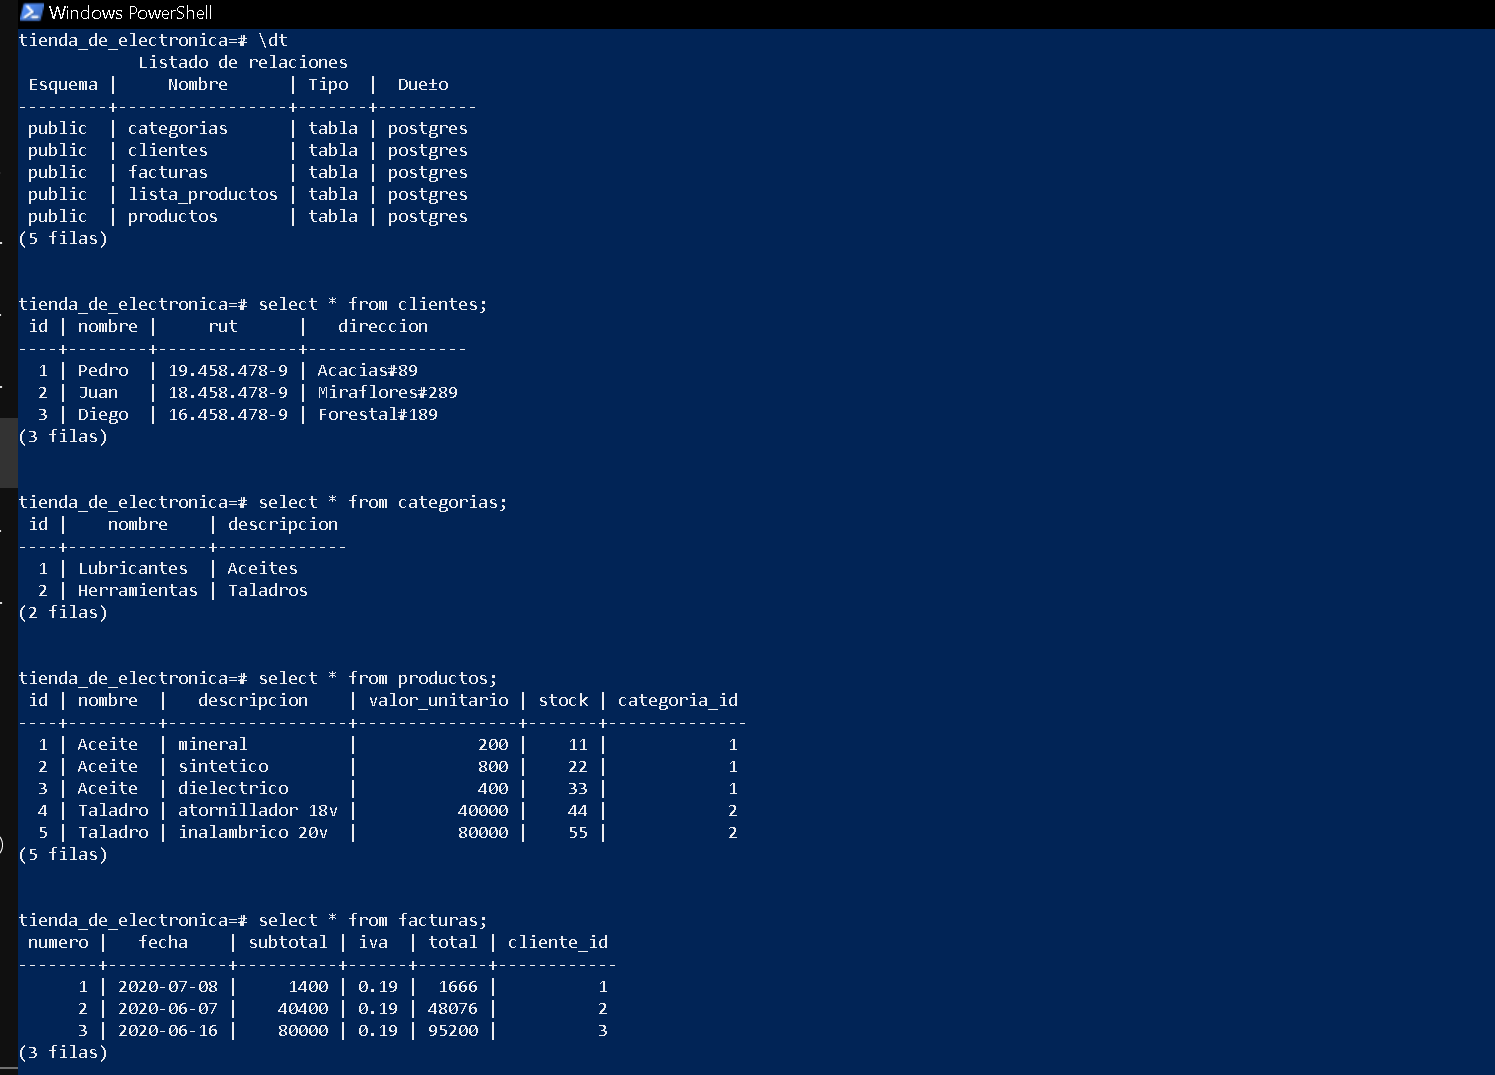 Windows PowerShell
tienda_de_electronica=# \dt
Listado de relaciones
Esquema | Nombre | Tipo | Due±o
---------+-----------------+-------+----------
public | categorias | tabla | postgres
public | clientes | tabla | postgres
public | facturas | tabla | postgres
public | lista_productos | tabla | postgres
public | productos | tabla | postgres
(5 filas)
tienda_de_electronica=# select * from clientes;
id | nombre | rut | direccion
----+--------+--------------+----------------
1 | Pedro | 19.458.478-9 | Acacias#89
2 | Juan | 18.458.478-9 | Miraflores#289
3 | Diego | 16.458.478-9 | Forestal#189
(3 filas)
tienda_de_electronica=# select * from categorias;
id | nombre | descripcion
----+--------------+-------------
1 | Lubricantes | Aceites
2 | Herramientas | Taladros
(2 filas)
tienda_de_electronica=# select * from productos;
id | nombre | descripcion | valor_unitario | stock | categoria_id
----+---------+------------------+----------------+-------+--------------
1 | Aceite | mineral | 200 | 11 | 1
2 | Aceite | sintetico | 800 | 22 | 1
3 | Aceite | dielectrico | 400 | 33 | 1
4 | Taladro | atornillador 18v | 40000 | 44 | 2
5 | Taladro | inalambrico 20v | 80000 | 55 | 2
(5 filas)
tienda_de_electronica=# select * from facturas;
numero | fecha | subtotal | iva | total | cliente_id
--------+------------+----------+------+-------+------------
1 | 2020-07-08 | 1400 | 0.19 | 1666 | 1
2 | 2020-06-07 | 40400 | 0.19 | 48076 | 2
3 | 2020-06-16 | 80000 | 0.19 | 95200 | 3
(3 filas)